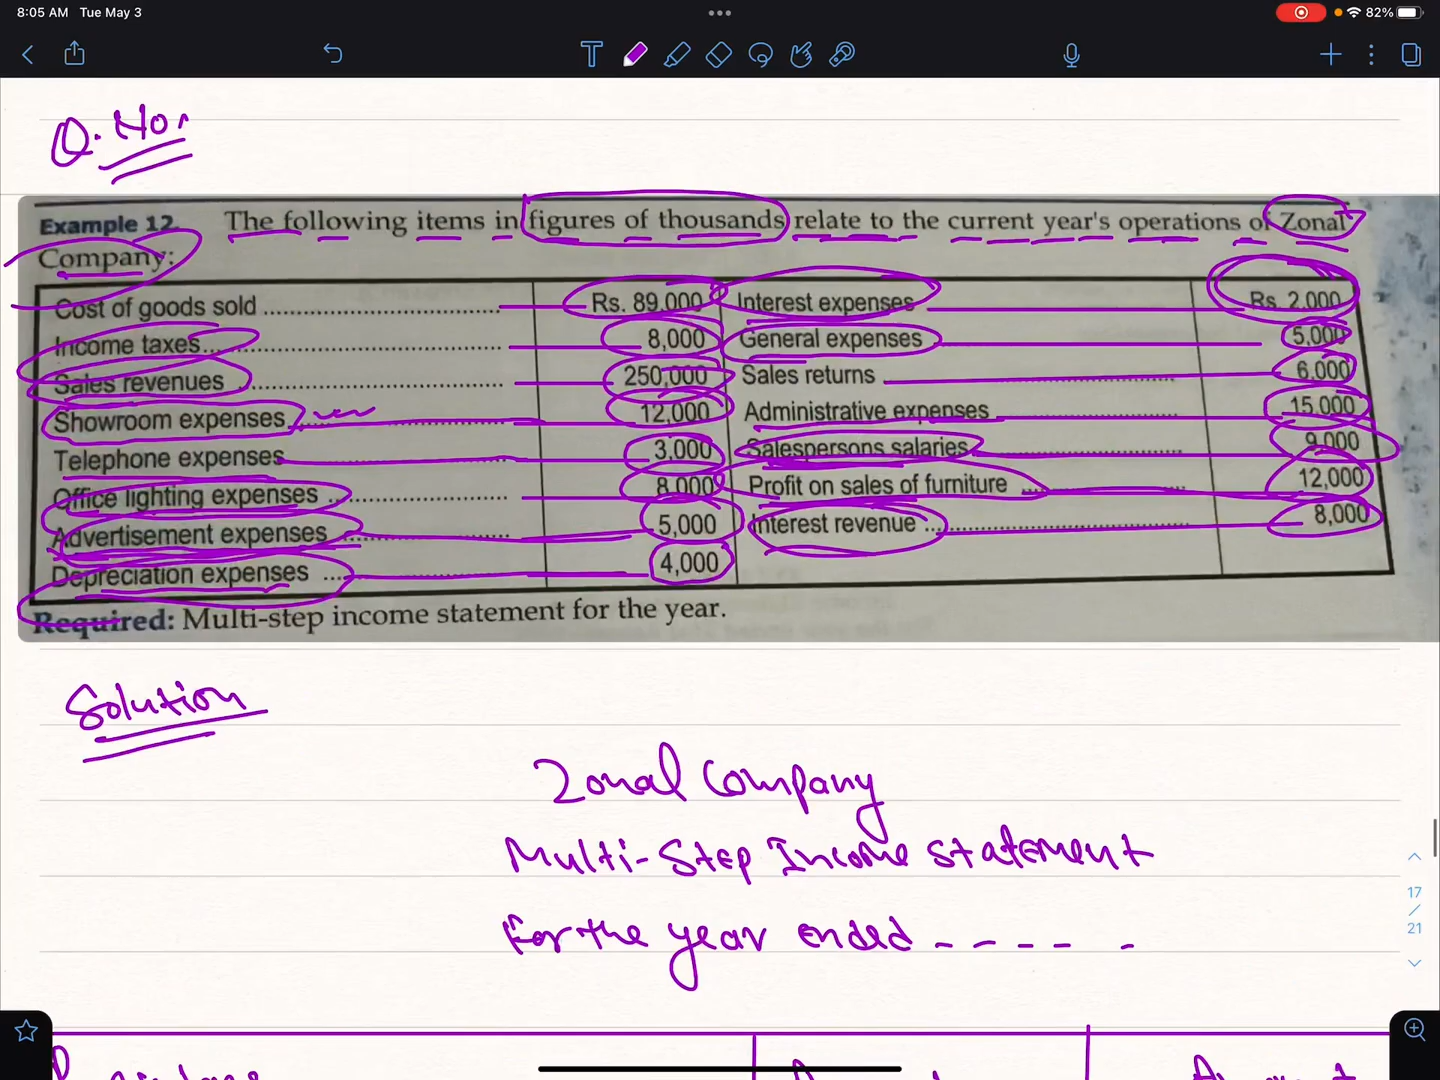 8:05 AM Tue May 3
82%
Q. No.
Example 12. The following items in figures of thousands relate to the current year's operations of Zonal
Company:
Cost of goods sold Rs. 89,000 Interest expenses Rs. 2,000
Income taxes 8,000 General expenses 5,000
Sales revenues 250,000 Sales returns 6,000
Showroom expenses 12,000 Administrative expenses 15,000
Telephone expenses 3,000 Salespersons salaries 9,000
Office lighting expenses 8,000 Profit on sales of furniture 12,000
Advertisement expenses 5,000 Interest revenue 8,000
Depreciation expenses 4,000
Required: Multi-step income statement for the year.
Solution
Zonal Company
Multi-Step Income Statement
For the year ended - - - - -
17
/
21